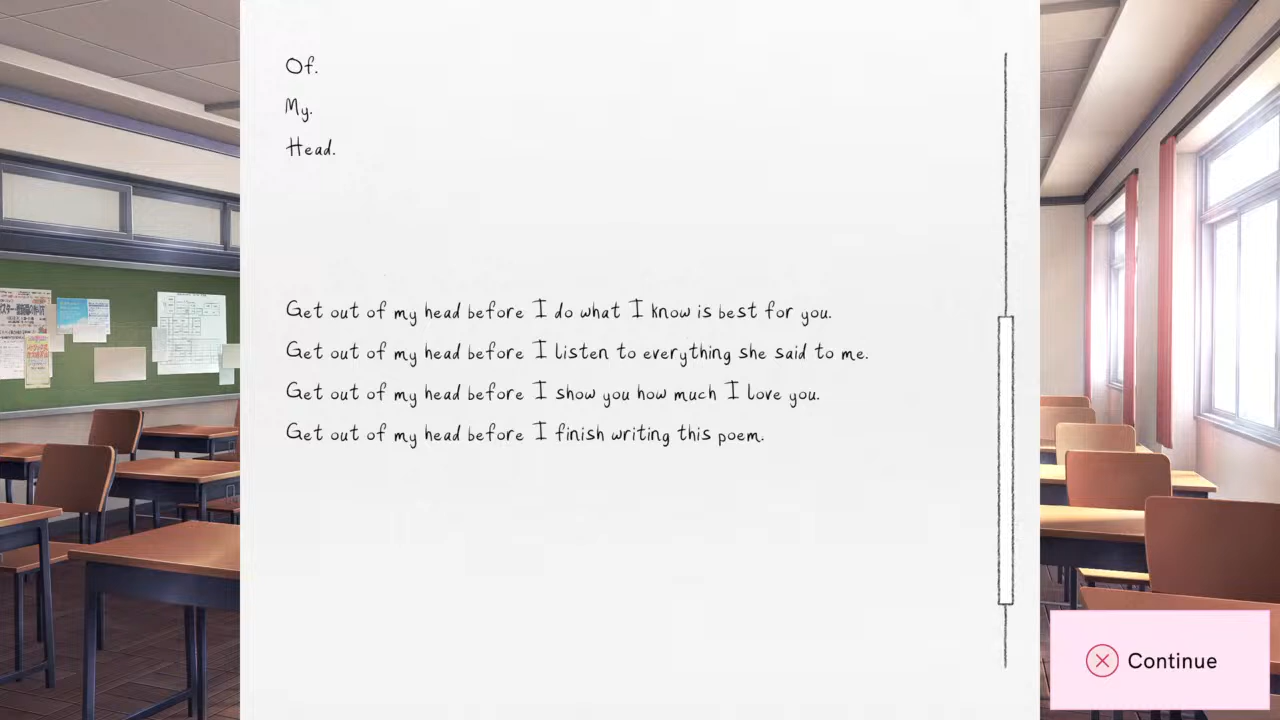 Of.
My.
Head.
Get out of my head before I do what I know is best for you.
Get out of my head before I listen to everything she said to me.
Get out of my head before I show you how much I love you.
Get out of my head before I finish writing this poem.
Continue